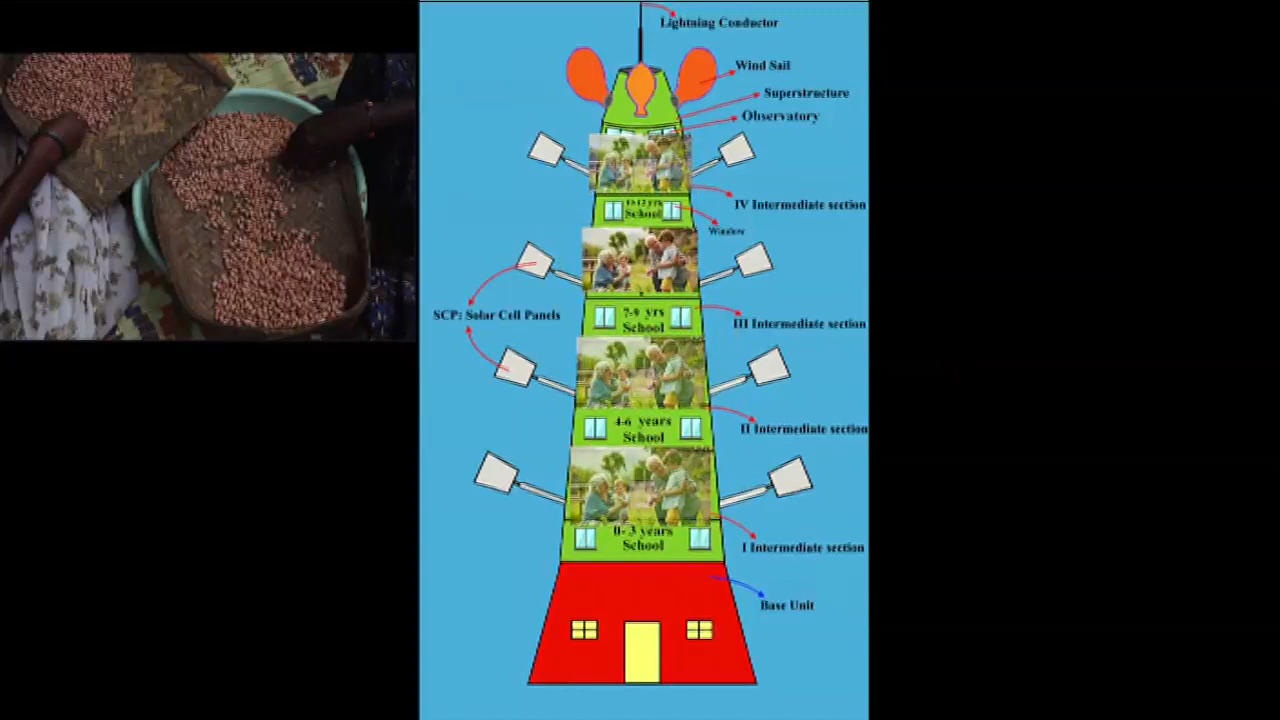 Lightning Conductor
Wind Sail
Superstructure
Observatory
IV Intermediate section
School
Window
SCP: Solar Cell Panels
7-9 yrs
School
III Intermediate section
4-6 years
School
II Intermediate section
0-3 years
School
I Intermediate section
Base Unit